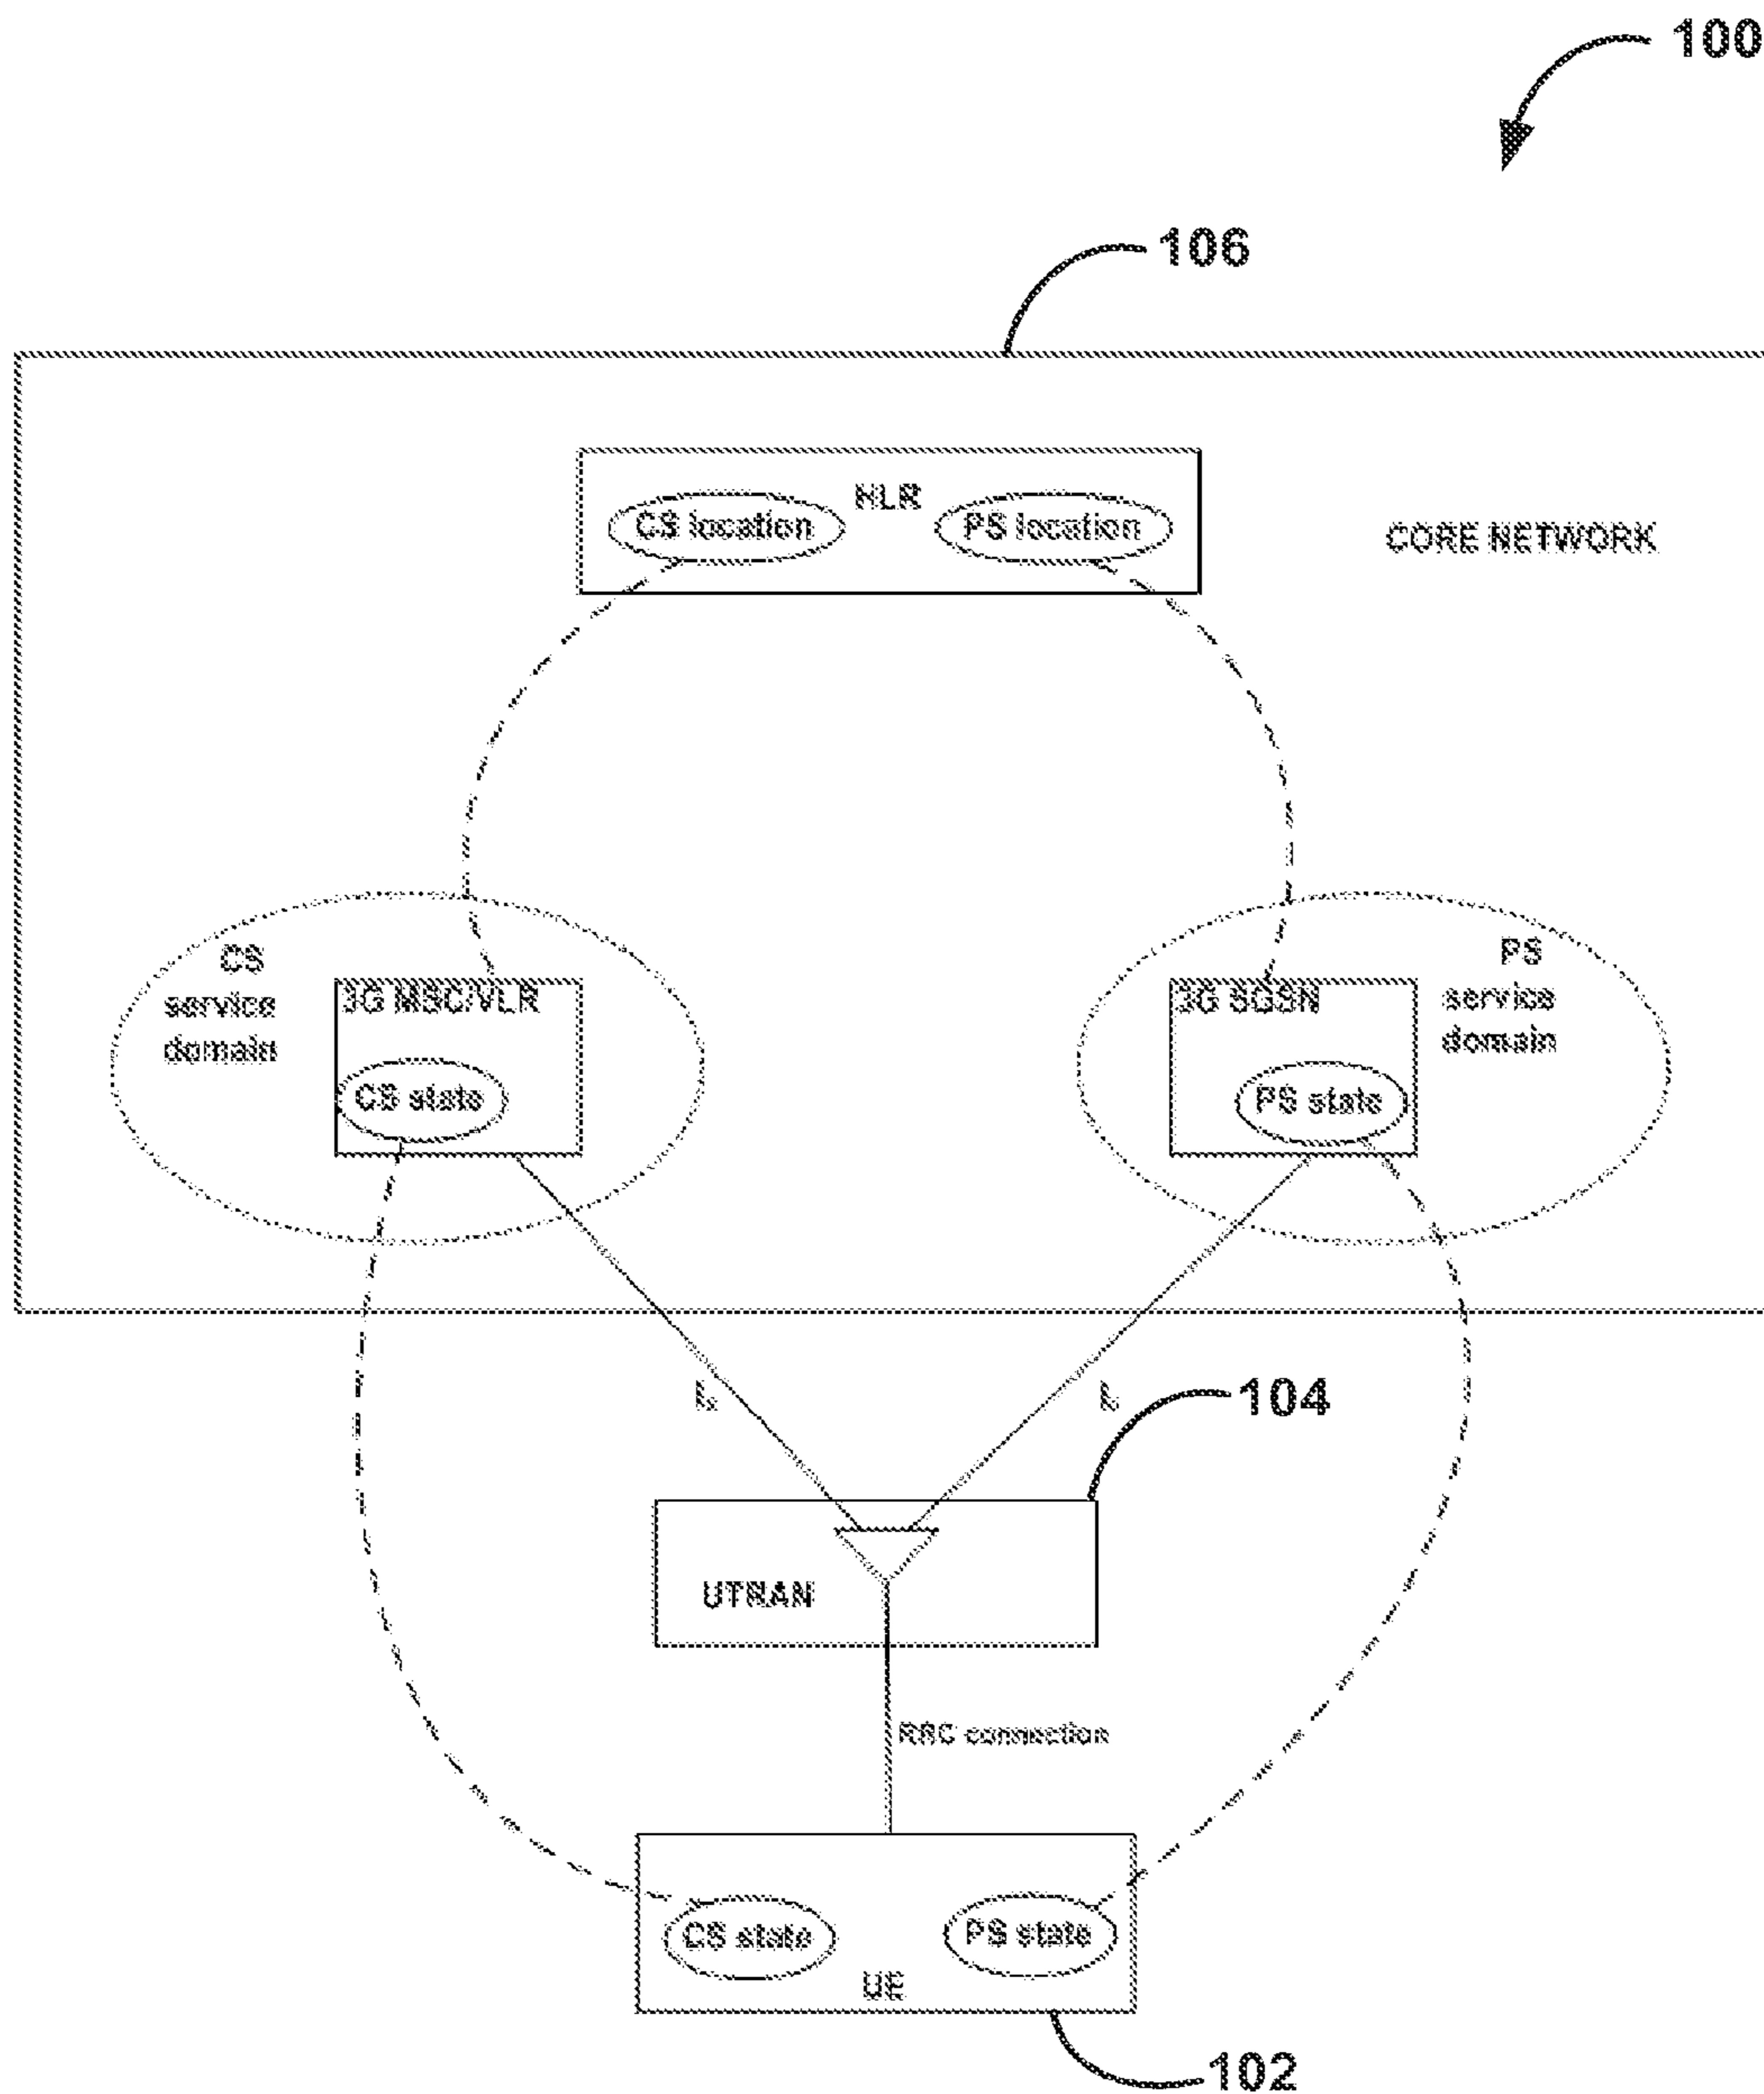 100
106
HLR
CS location
PS location
CORE NETWORK
CS
service
domain
3G MSC/VLR
CS state
PS
service
domain
3G SGSN
PS state
104
UTRAN
RRC connection
CS state
PS state
UE
102